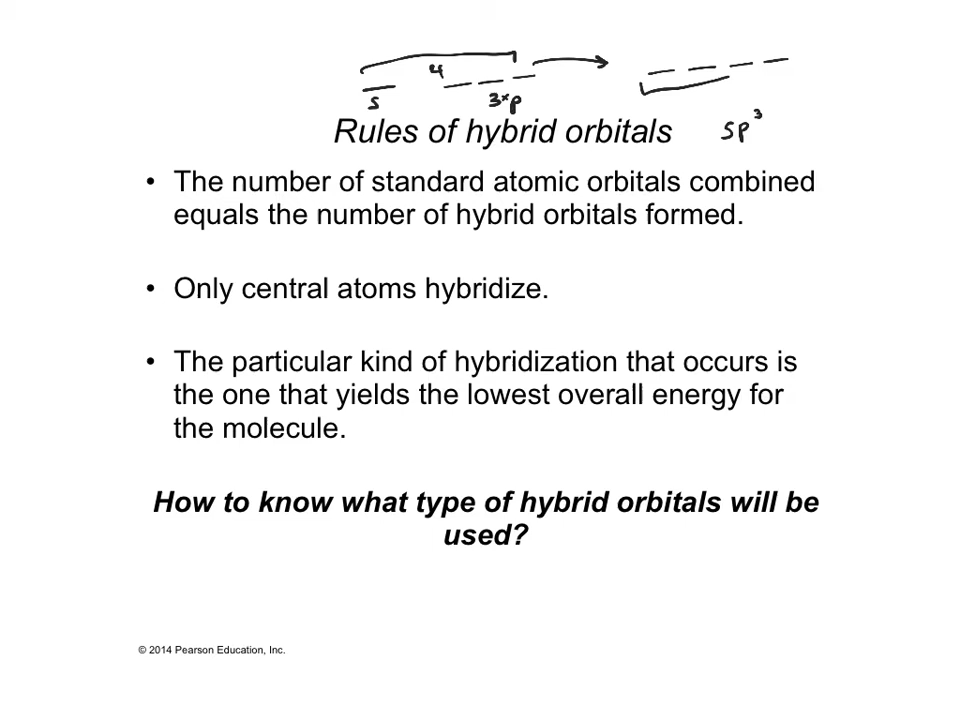 4
s
3×p
sp³
Rules of hybrid orbitals
• The number of standard atomic orbitals combined
equals the number of hybrid orbitals formed.
• Only central atoms hybridize.
• The particular kind of hybridization that occurs is
the one that yields the lowest overall energy for
the molecule.
How to know what type of hybrid orbitals will be
used?
© 2014 Pearson Education, Inc.